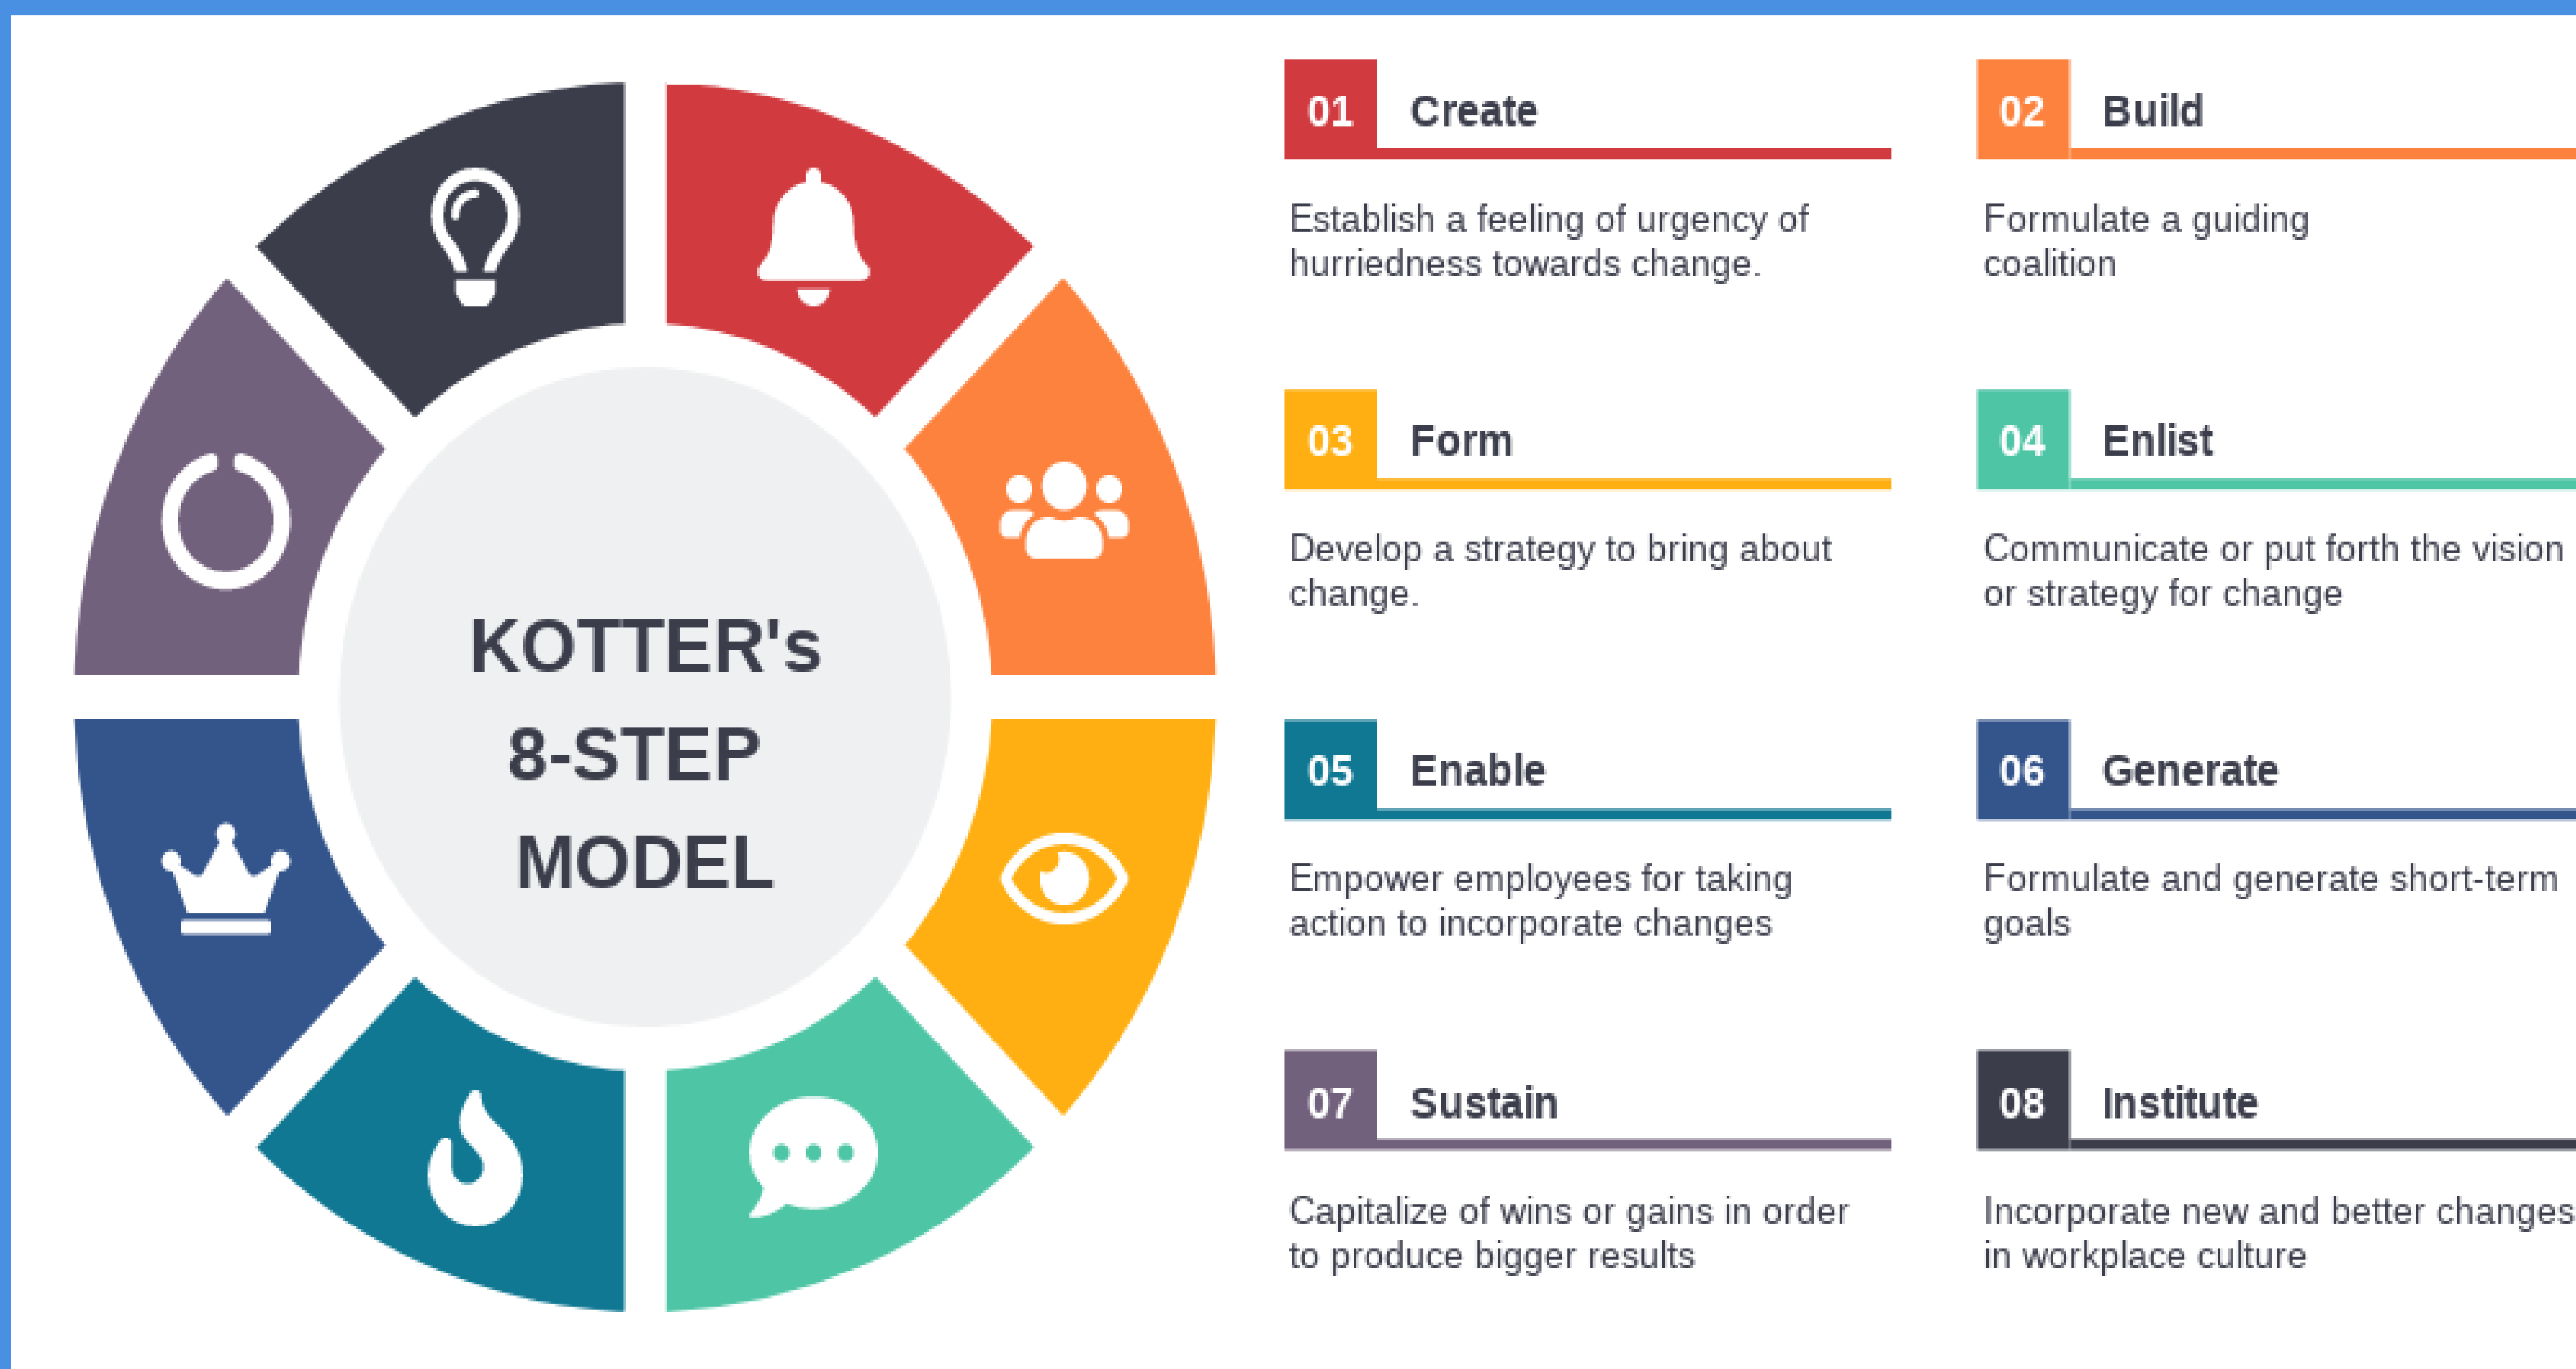 KOTTER's
8-STEP
MODEL
01 Create
Establish a feeling of urgency of
hurriedness towards change.
02 Build
Formulate a guiding
coalition
03 Form
Develop a strategy to bring about
change.
04 Enlist
Communicate or put forth the vision
or strategy for change
05 Enable
Empower employees for taking
action to incorporate changes
06 Generate
Formulate and generate short-term
goals
07 Sustain
Capitalize of wins or gains in order
to produce bigger results
08 Institute
Incorporate new and better changes
in workplace culture